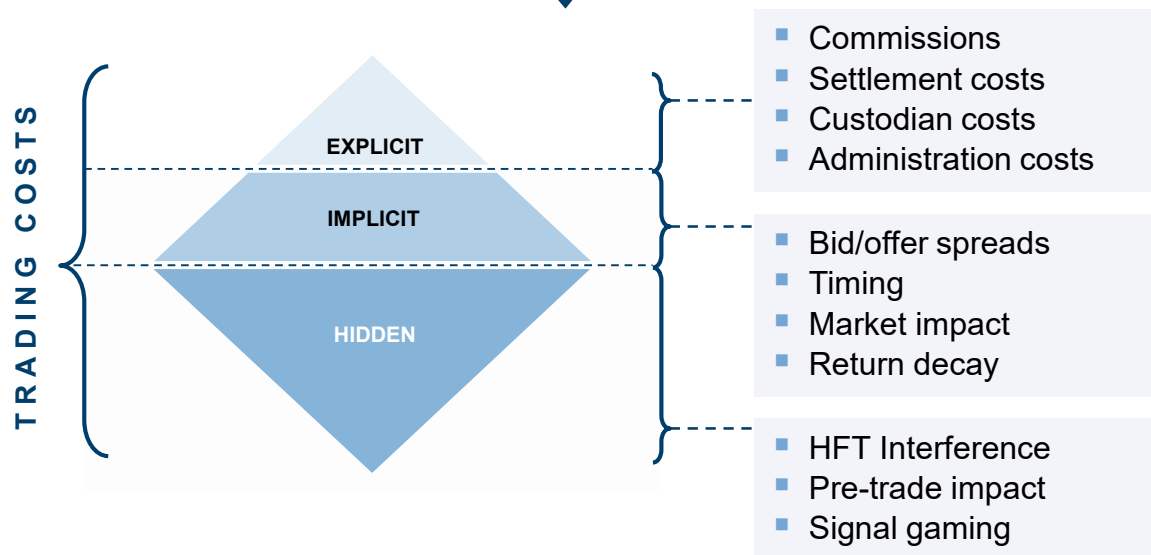 TRADING COSTS
EXPLICIT
IMPLICIT
HIDDEN
Commissions
Settlement costs
Custodian costs
Administration costs
Bid/offer spreads
Timing
Market impact
Return decay
HFT Interference
Pre-trade impact
Signal gaming